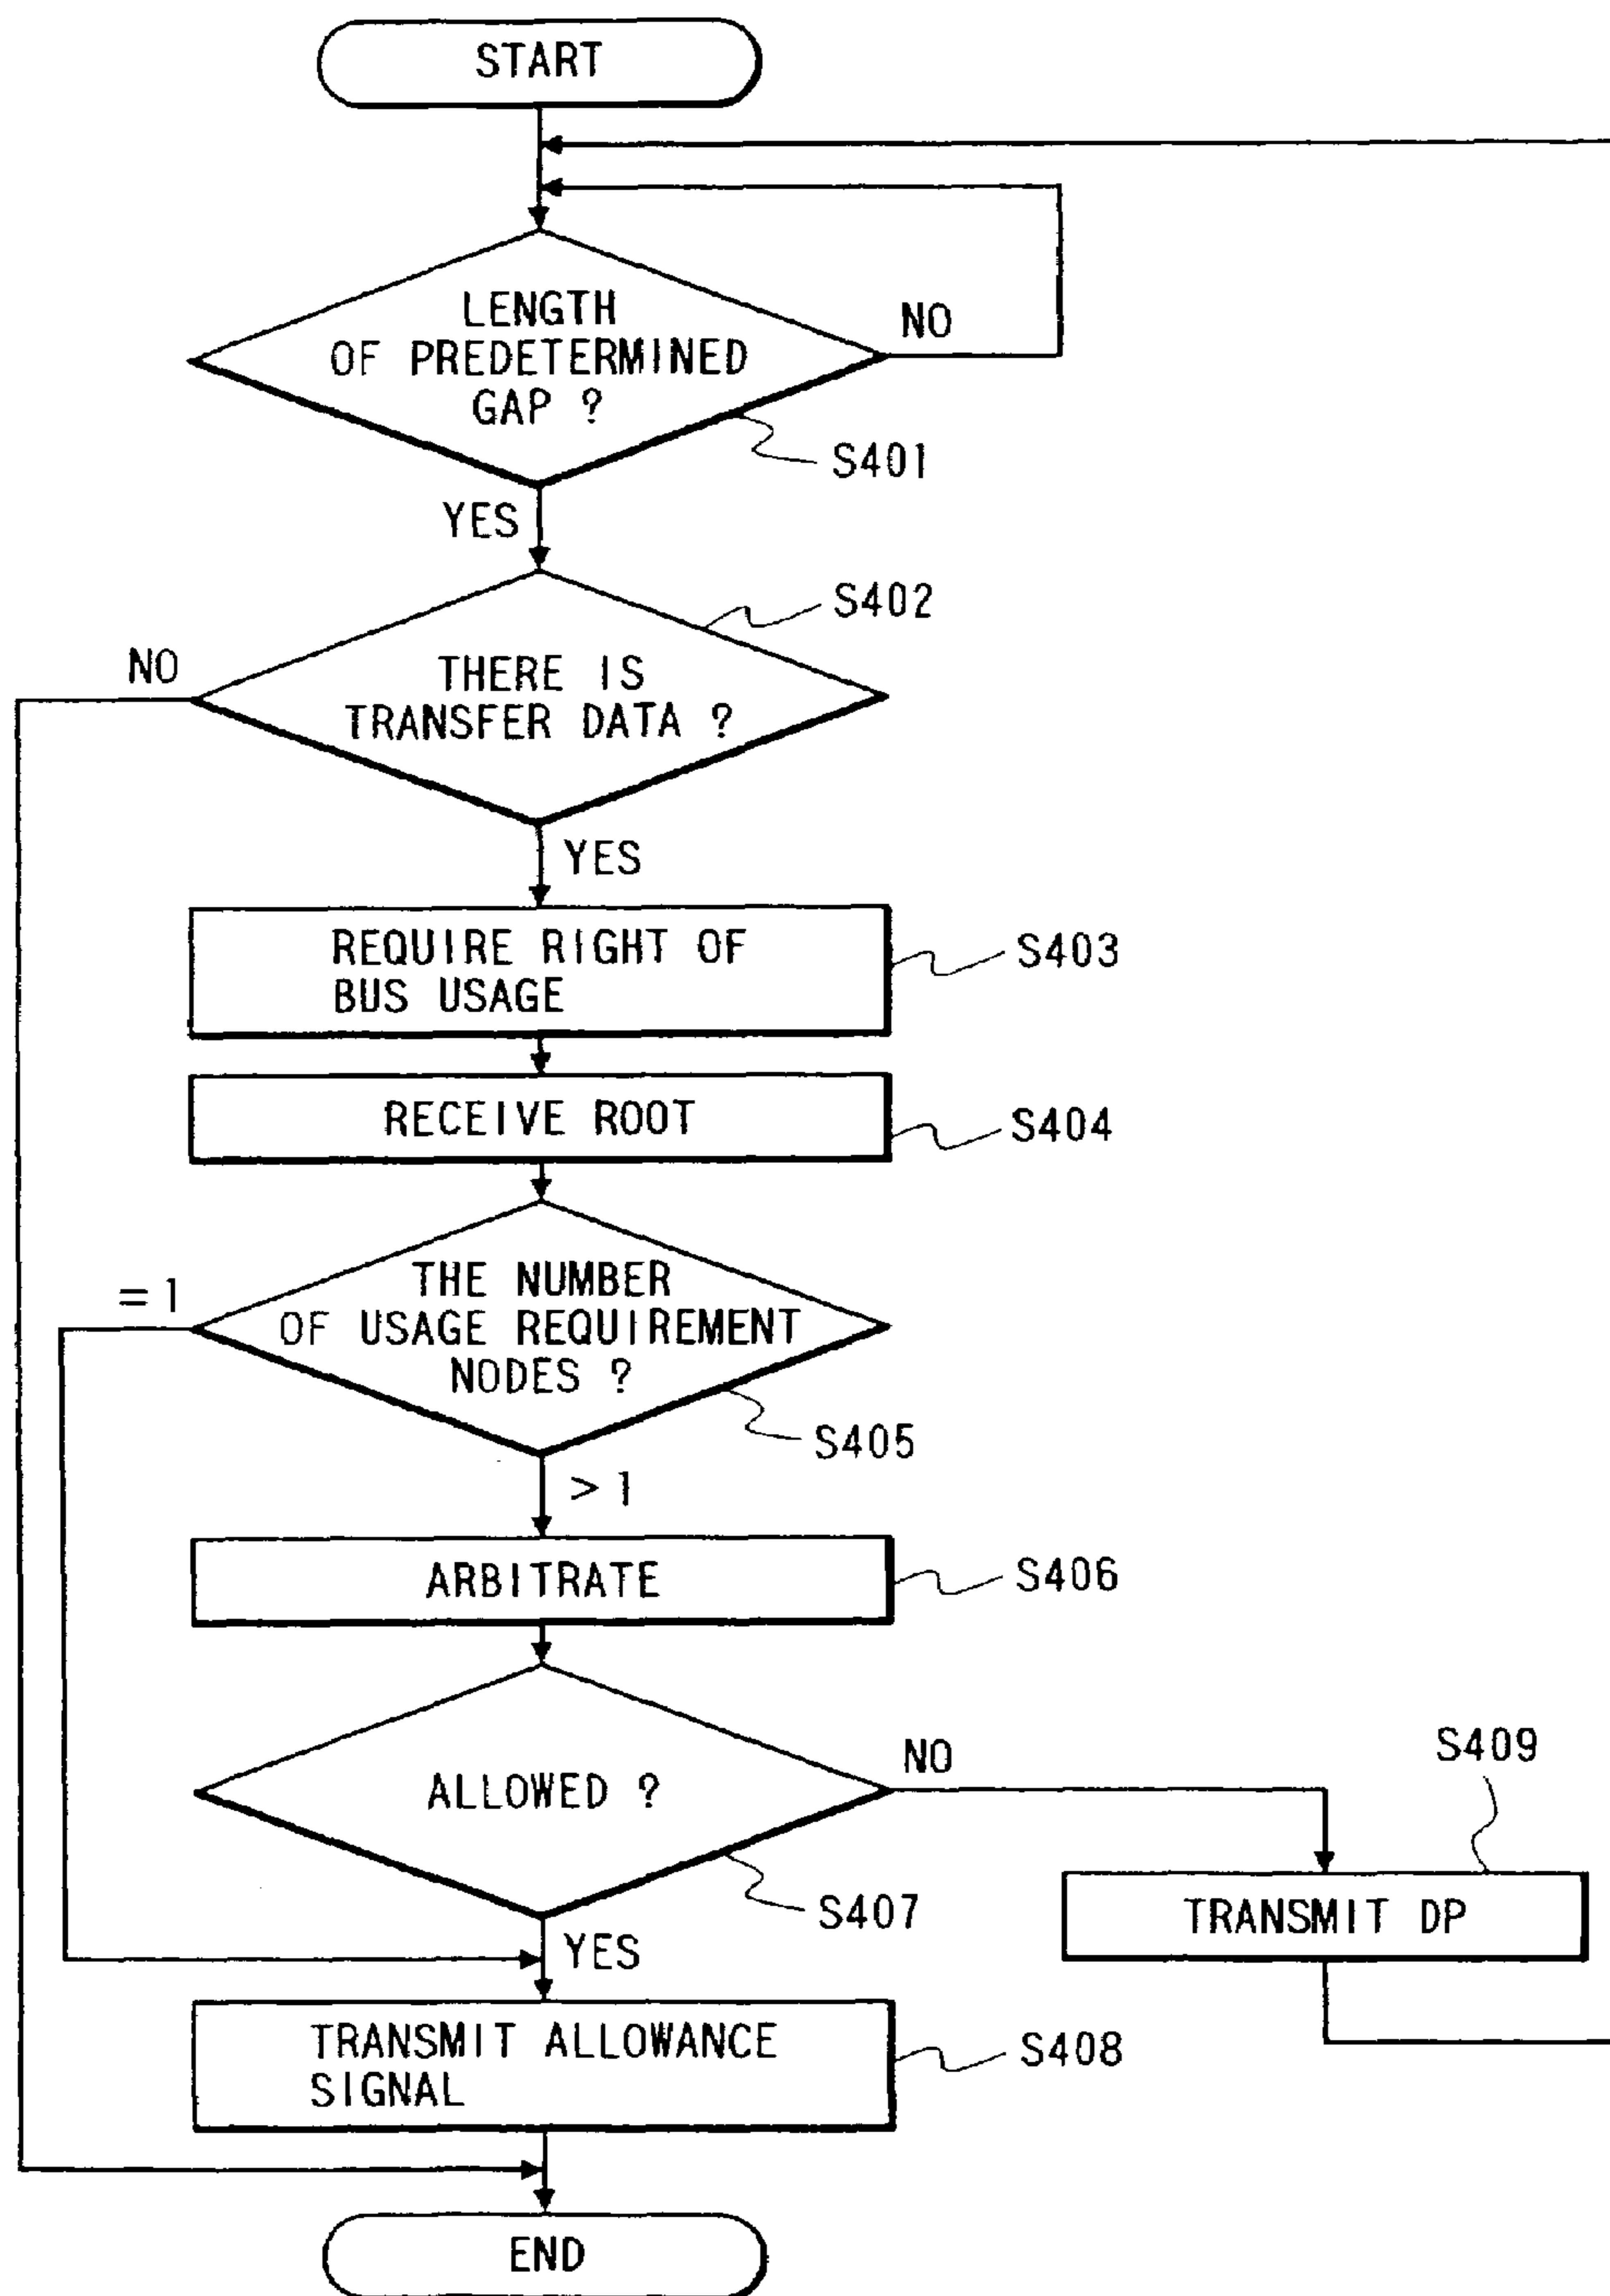 START
LENGTH
OF PREDETERMINED
GAP ?
NO
S401
YES
S402
NO
THERE IS
TRANSFER DATA ?
YES
REQUIRE RIGHT OF
BUS USAGE
S403
RECEIVE ROOT
S404
=1
THE NUMBER
OF USAGE REQUIREMENT
NODES ?
S405
>1
ARBITRATE
S406
ALLOWED ?
NO
S409
S407
TRANSMIT DP
YES
TRANSMIT ALLOWANCE
SIGNAL
S408
END